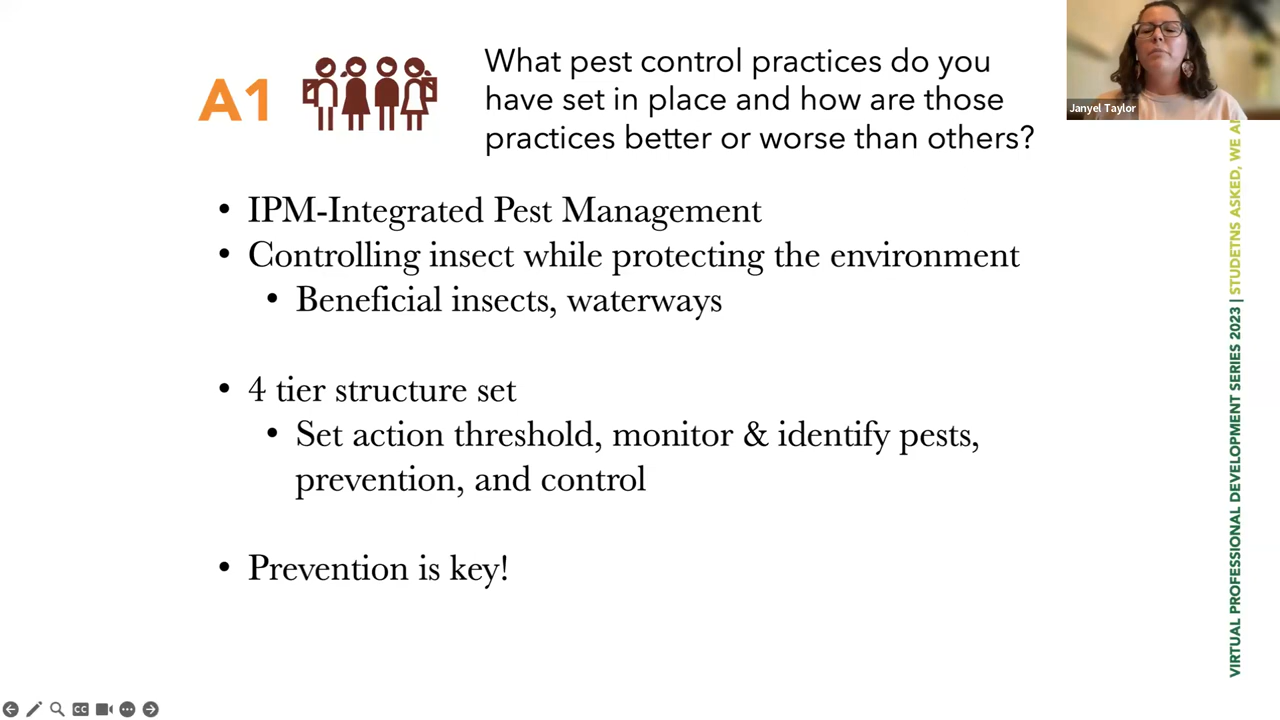 A1
What pest control practices do you
have set in place and how are those
practices better or worse than others?
Janyel Taylor
• IPM-Integrated Pest Management
• Controlling insect while protecting the environment
• Beneficial insects, waterways
• 4 tier structure set
• Set action threshold, monitor & identify pests,
prevention, and control
• Prevention is key!
VIRTUAL PROFESSIONAL DEVELOPMENT SERIES 2023 | STUDETNS ASKED, WE
CC